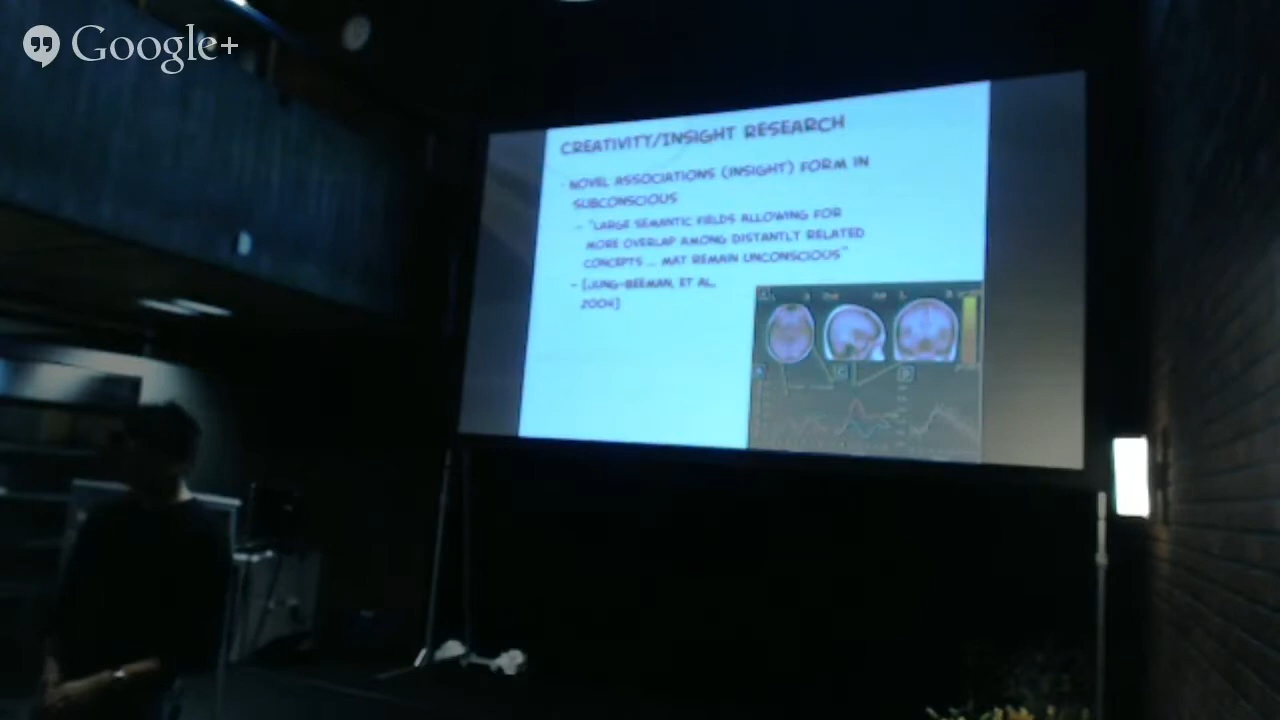 Google+
CREATIVITY/INSIGHT RESEARCH
NOVEL ASSOCIATIONS (INSIGHT) FORM IN
SUBCONSCIOUS
– "LARGE SEMANTIC FIELDS ALLOWING FOR
MORE OVERLAP AMONG DISTANTLY RELATED
CONCEPTS ... MAT REMAIN UNCONSCIOUS"
– [JUNG-BEEMAN, ET AL,
2004]